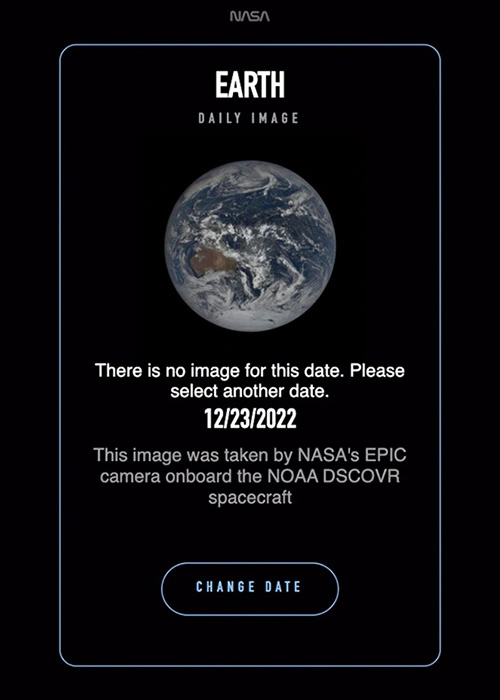 NASA
EARTH
DAILY IMAGE
There is no image for this date. Please
select another date.
12/23/2022
This image was taken by NASA's EPIC
camera onboard the NOAA DSCOVR
spacecraft
CHANGE DATE